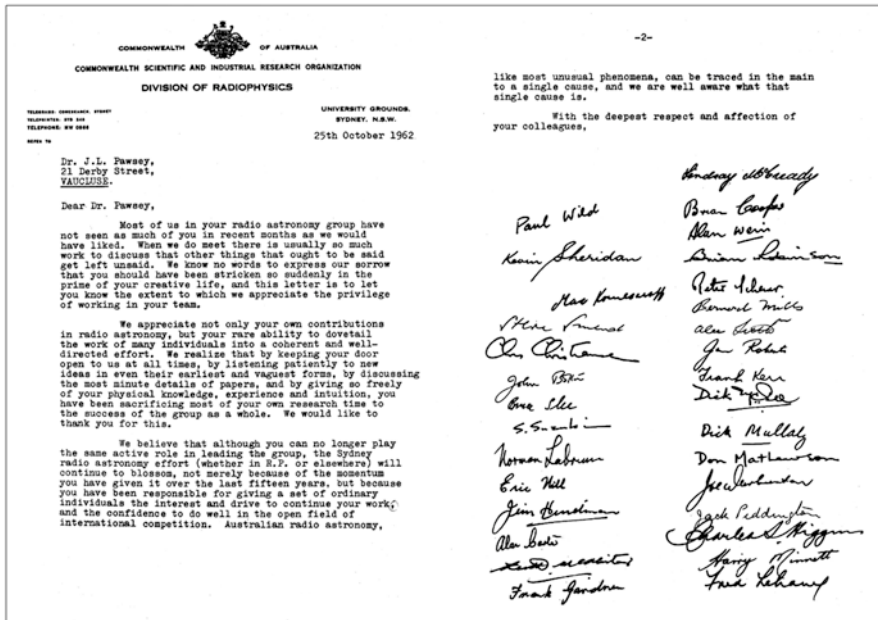 COMMONWEALTH OF AUSTRALIA
COMMONWEALTH SCIENTIFIC AND INDUSTRIAL RESEARCH ORGANIZATION
DIVISION OF RADIOPHYSICS
TELEPHONE:
UNIVERSITY GROUNDS,
SYDNEY, N.S.W.
25th October 1962
Dr. J.L. Pawsey,
21 Derby Street,
VAUCLUSE.
Dear Dr. Pawsey,
Most of us in your radio astronomy group have
not seen as much of you in recent months as we would
have liked. When we do meet there is usually so much
work to discuss that other things that ought to be said
get left unsaid. We know no words to express our sorrow
that you should have been stricken so suddenly in the
prime of your creative life, and this letter is to let
you know the extent to which we appreciate the privilege
of working in your team.
We appreciate not only your own contributions
in radio astronomy, but your rare ability to dovetail
the work of many individuals into a coherent and well-
directed effort. We realize that by keeping your door
open to us at all times, by listening patiently to new
ideas in even their earliest and vaguest forms, by discussing
the most minute details of papers, and by giving so freely
of your physical knowledge, experience and intuition, you
have been sacrificing most of your own research time to
the success of the group as a whole. We would like to
thank you for this.
We believe that although you can no longer play
the same active role in leading the group, the Sydney
radio astronomy effort (whether in R.P. or elsewhere) will
continue to blossom, not merely because of the momentum
you have given it over the last fifteen years, but because
you have been responsible for giving a set of ordinary
individuals the interest and drive to continue your work,
and the confidence to do well in the open field of
international competition. Australian radio astronomy,
-2-
like most unusual phenomena, can be traced in the main
to a single cause, and we are well aware what that
single cause is.
With the deepest respect and affection of
your colleagues,
Lindsay McCready
Paul Wild
Brian Cooper
Kevin Sheridan
Brian Robinson
Max Komesaroff
Bernard Mills
Jim Roberts
John
Frank Kerr
Bruce Slee
Dick McGee
Dick Mullaly
Norman Labrum
Don Mathewson
Eric Hill
Jim Hindman
Jack Piddington
Charles S. Higgins
Harry Minnett
Frank Gardner
Fred Lehany